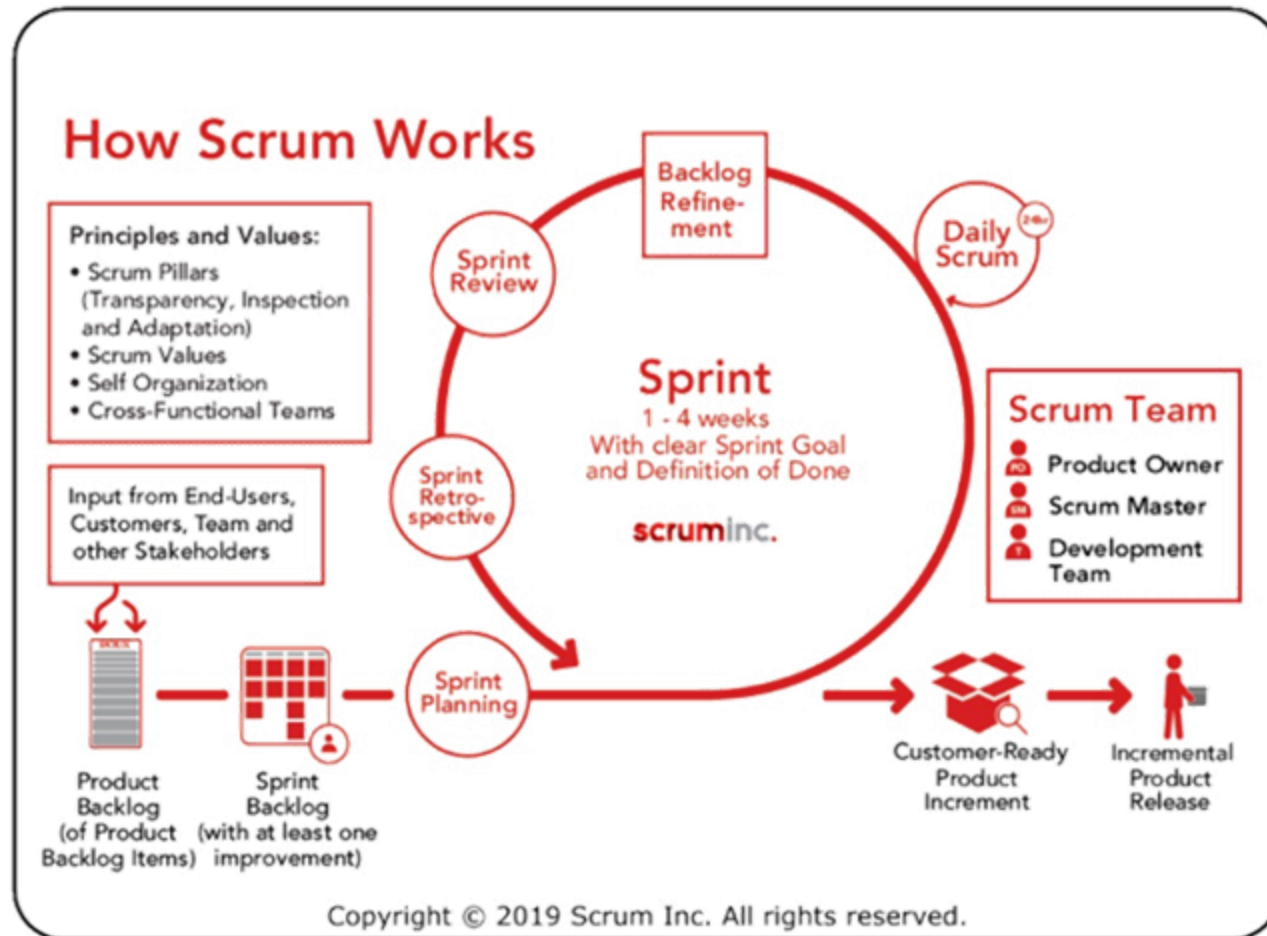 How Scrum Works
Principles and Values:
• Scrum Pillars
(Transparency, Inspection
and Adaptation)
• Scrum Values
• Self Organization
• Cross-Functional Teams
Input from End-Users,
Customers, Team and
other Stakeholders
Product
Backlog
(of Product
Backlog Items)
Sprint
Backlog
(with at least one
improvement)
Sprint
Planning
Sprint
Retro-
spective
Sprint
Review
Backlog
Refine-
ment
Daily
Scrum
24hr
Sprint
1 - 4 weeks
With clear Sprint Goal
and Definition of Done
scruminc.
Scrum Team
PO
Product Owner
SM
Scrum Master
T
Development
Team
Customer-Ready
Product
Increment
Incremental
Product
Release
Copyright © 2019 Scrum Inc. All rights reserved.